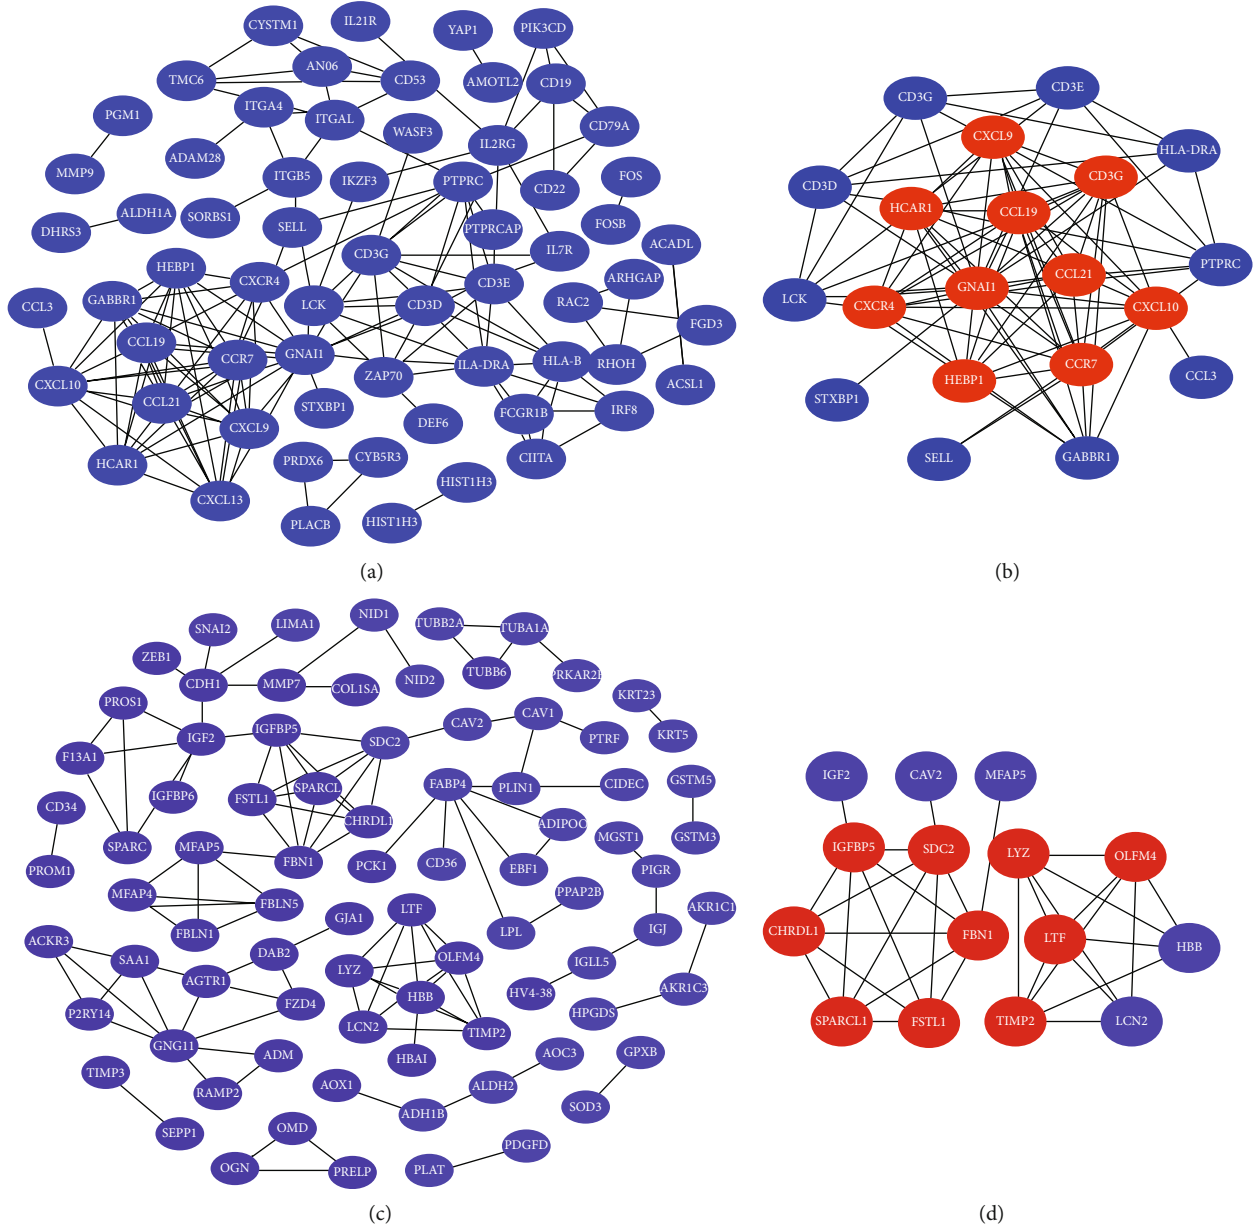 CYSTM1
IL21R
YAP1
PIK3CD
TMC6
AN06
CD53
AMOTL2
CD19
PGM1
ITGA4
ITGAL
WASF3
IL2RG
CD79A
MMP9
ADAM28
ITGB5
IKZF3
PTPRC
CD22
FOS
DHRS3
ALDH1A
SORBS1
SELL
PTPRCAP
IL7R
FOSB
ACADL
HEBP1
CXCR4
CD3G
CD3E
ARHGAP
CCL3
GABBR1
LCK
CD3D
RAC2
FGD3
CCL19
CCR7
GNAI1
ILA-DRA
HLA-B
RHOH
CXCL10
CCL21
ZAP70
ACSL1
CXCL9
STXBP1
DEF6
FCGR1B
IRF8
HCAR1
PRDX6
CYB5R3
CIITA
CXCL13
PLACB
HIST1H3
HIST1H3
(a)
CD3G
CD3E
CXCL9
HLA-DRA
CD3D
HCAR1
CCL19
CD3G
LCK
CXCR4
GNAI1
CCL21
CXCL10
PTPRC
STXBP1
HEBP1
CCR7
CCL3
SELL
GABBR1
(b)
SNAI2
LIMA1
NID1
TUBB2A
TUBA1A
ZEB1
CDH1
MMP7
COL1SA
NID2
TUBB6
PRKAR2B
PROS1
KRT23
F13A1
IGF2
IGFBP5
SDC2
CAV2
CAV1
PTRF
KRT5
IGFBP6
FSTL1
SPARCL
CHRDL1
FABP4
PLIN1
CIDEC
GSTM5
CD34
SPARC
MFAP5
FBN1
ADIPOQ
MGST1
GSTM3
PROM1
MFAP4
FBLN5
PCK1
CD36
EBF1
PIGR
FBLN1
GJA1
LTF
LPL
PPAP2B
AKR1C1
ACKR3
SAA1
DAB2
LYZ
OLFM4
IGJ
P2RY14
AGTR1
FZD4
HBB
HV4-38
IGLL5
AKR1C3
GNG11
LCN2
TIMP2
HPGDS
TIMP3
ADM
HBAI
AOC3
GPXB
RAMP2
AOX1
ADH1B
ALDH2
SOD3
SEPP1
OMD
OGN
PRELP
PLAT
PDGFD
(c)
IGF2
CAV2
MFAP5
IGFBP5
SDC2
LYZ
OLFM4
CHRDL1
FBN1
LTF
HBB
SPARCL1
FSTL1
TIMP2
LCN2
(d)